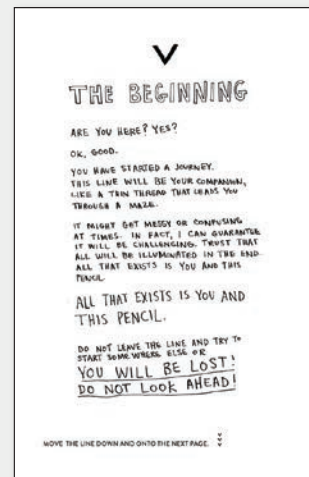 THE BEGINNING
ARE YOU HERE? YES?
OK, GOOD.
YOU HAVE STARTED A JOURNEY.
THIS LINE WILL BE YOUR COMPANION,
LIKE A THIN THREAD THAT LEADS YOU
THROUGH A MAZE.
IT MIGHT GET MESSY OR CONFUSING
AT TIMES. IN FACT, I CAN GUARANTEE
IT WILL BE CHALLENGING. TRUST THAT
ALL WILL BE ILLUMINATED IN THE END.
ALL THAT EXISTS IS YOU AND THIS
PENCIL.
ALL THAT EXISTS IS YOU AND
THIS PENCIL.
DO NOT LEAVE THE LINE AND TRY TO
START SOMEWHERE ELSE OR
YOU WILL BE LOST!
DO NOT LOOK AHEAD!
MOVE THE LINE DOWN AND ONTO THE NEXT PAGE.